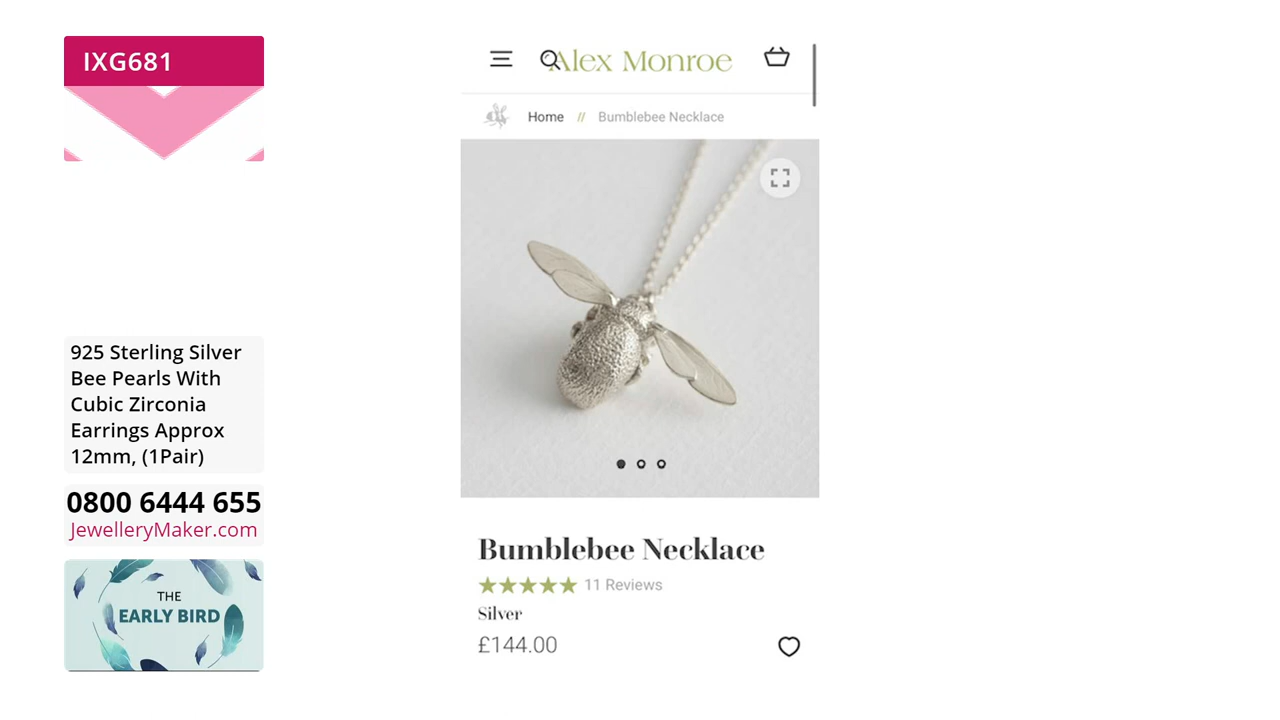 IXG681
925 Sterling Silver
Bee Pearls With
Cubic Zirconia
Earrings Approx
12mm, (1Pair)
0800 6444 655
JewelleryMaker.com
THE
EARLY BIRD
Alex Monroe
Home // Bumblebee Necklace
Bumblebee Necklace
11 Reviews
Silver
£144.00